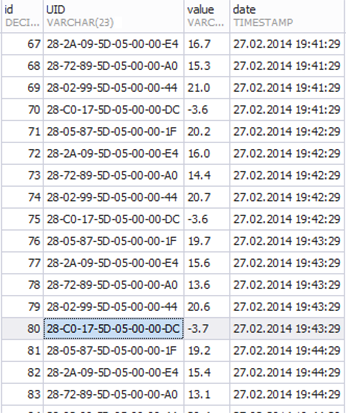 id UID value date
DECI... VARCHAR(23) VARC... TIMESTAMP
67 28-2A-09-5D-05-00-00-E4 16.7 27.02.2014 19:41:29
68 28-72-89-5D-05-00-00-A0 15.3 27.02.2014 19:41:29
69 28-02-99-5D-05-00-00-44 21.0 27.02.2014 19:41:29
70 28-C0-17-5D-05-00-00-DC -3.6 27.02.2014 19:41:29
71 28-05-87-5D-05-00-00-1F 20.2 27.02.2014 19:42:29
72 28-2A-09-5D-05-00-00-E4 16.0 27.02.2014 19:42:29
73 28-72-89-5D-05-00-00-A0 14.4 27.02.2014 19:42:29
74 28-02-99-5D-05-00-00-44 20.7 27.02.2014 19:42:29
75 28-C0-17-5D-05-00-00-DC -3.6 27.02.2014 19:42:29
76 28-05-87-5D-05-00-00-1F 19.7 27.02.2014 19:43:29
77 28-2A-09-5D-05-00-00-E4 15.6 27.02.2014 19:43:29
78 28-72-89-5D-05-00-00-A0 13.6 27.02.2014 19:43:29
79 28-02-99-5D-05-00-00-44 20.6 27.02.2014 19:43:29
80 28-C0-17-5D-05-00-00-DC -3.7 27.02.2014 19:43:29
81 28-05-87-5D-05-00-00-1F 19.2 27.02.2014 19:44:29
82 28-2A-09-5D-05-00-00-E4 15.4 27.02.2014 19:44:29
83 28-72-89-5D-05-00-00-A0 13.1 27.02.2014 19:44:29